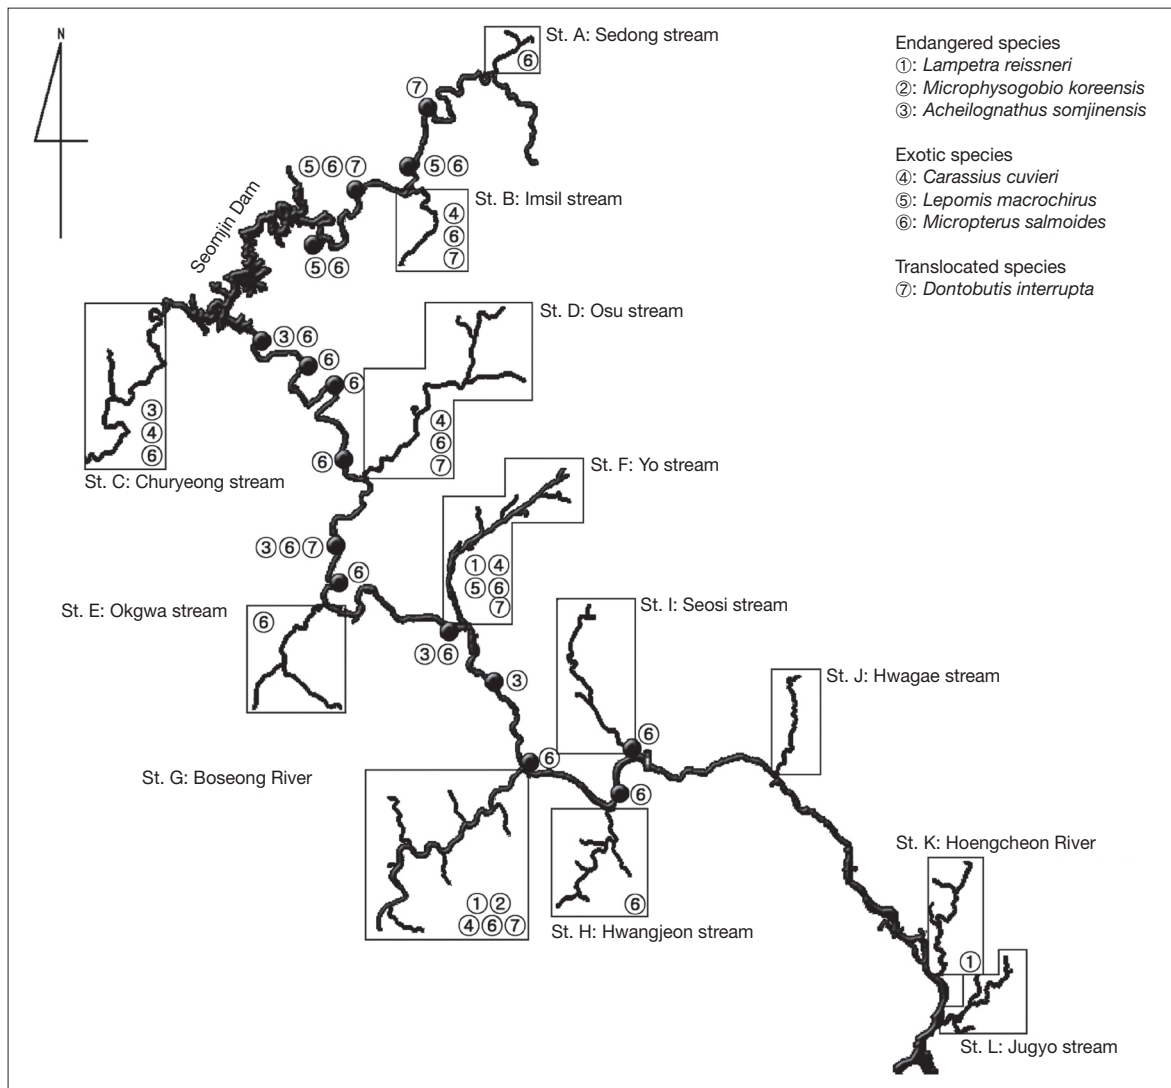 N
St. A: Sedong stream
⑥
Endangered species
①: Lampetra reissneri
②: Microphysogobio koreensis
③: Acheilognathus somjinensis
Exotic species
④: Carassius cuvieri
⑤: Lepomis macrochirus
⑥: Micropterus salmoides
Translocated species
⑦: Dontobutis interrupta
⑦
⑤⑥⑦
⑤⑥
St. B: Imsil stream
④
⑥
⑦
Seomjin Dam
⑤⑥
St. D: Osu stream
③⑥
⑥
⑥
③
④
⑥
④
⑥
⑦
⑥
St. C: Churyeong stream
St. F: Yo stream
③⑥⑦
①④
⑤⑥
⑦
⑥
St. E: Okgwa stream
⑥
St. I: Seosi stream
③⑥
③
St. J: Hwagae stream
⑥
⑥
St. G: Boseong River
⑥
St. K: Hoengcheon River
①②
④⑥⑦
⑥
St. H: Hwangjeon stream
①
St. L: Jugyo stream